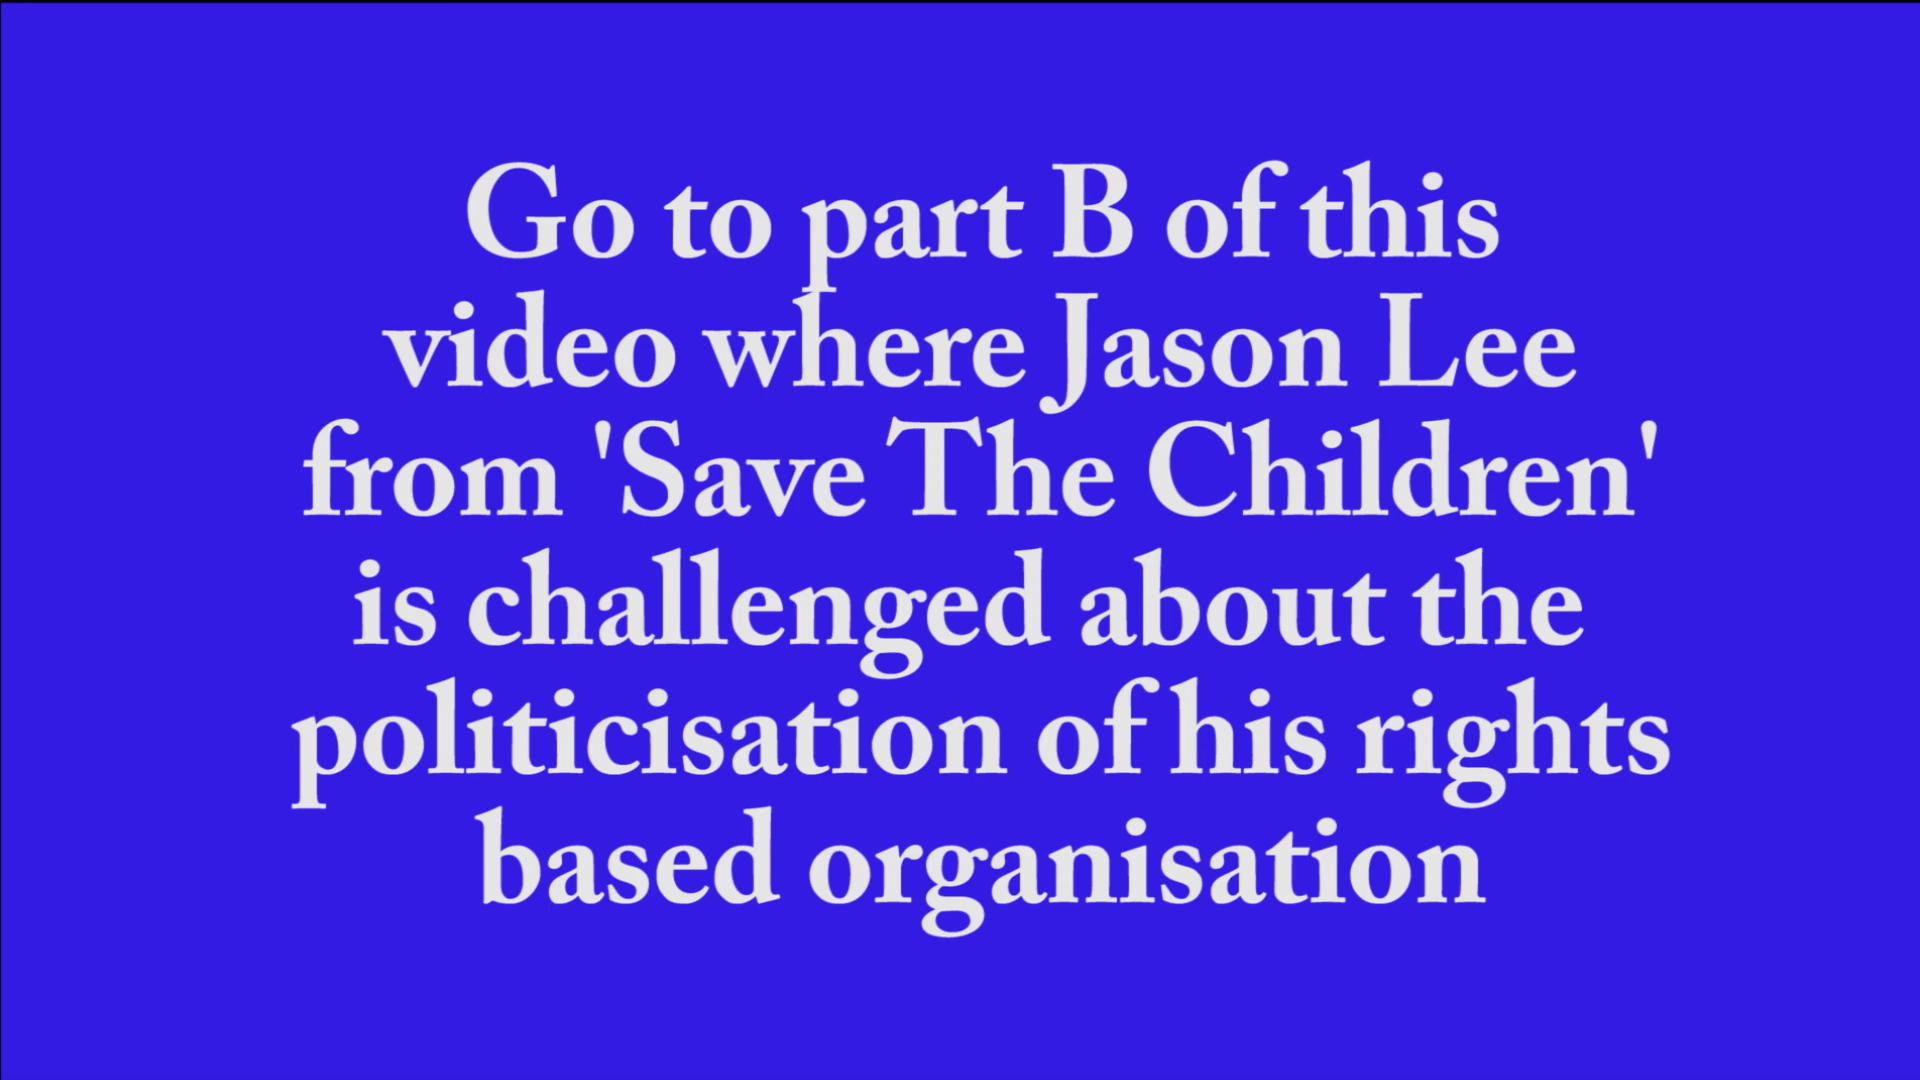 Go to part B of this
video where Jason Lee
from 'Save The Children'
is challenged about the
politicisation of his rights
based organisation